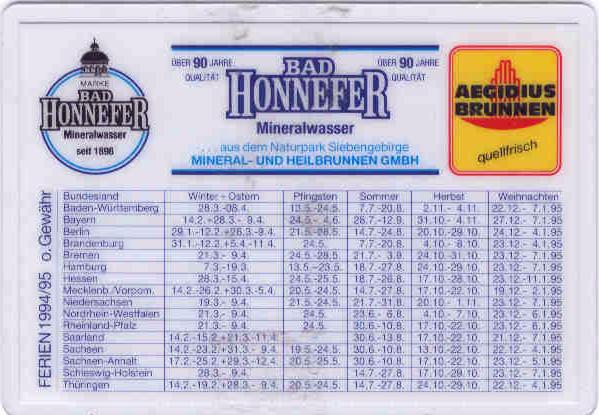 MARKE
BAD
HONNEFER
Mineralwasser
seit 1896
ÜBER 90 JAHRE
QUALITÄT
BAD
HONNEFER
Mineralwasser
ÜBER 90 JAHRE
QUALITÄT
...aus dem Naturpark Siebengebirge
MINERAL- UND HEILBRUNNEN GMBH
AEGIDIUS
BRUNNEN
quellfrisch
FERIEN 1994/95 o. Gewähr
Bundesland Winter + Ostern Pfingsten Sommer Herbst Weihnachten
Baden-Württemberg 28.3.-08.4. 13.5.-24.5. 7.7.-20.8. 2.11.- 4.11. 22.12.- 7.1.95
Bayern 14.2.+28.3.- 9.4. 24.5.- 4.6. 28.7.-12.9. 31.10.- 4.11. 27.12.- 7.1.95
Berlin 29.1.-12.2.+28.3.-9.4. 21.5.-28.5. 14.7.-27.8. 20.10.-29.10. 24.12.- 5.1.95
Brandenburg 31.1.-12.2.+5.4.-11.4. 24.5. 7.7.-20.8. 4.10.- 8.10. 23.12.- 4.1.95
Bremen 21.3.- 9.4. 24.5. 21.7.- 3.9. 24.10.-31.10. 23.12.- 6.1.95
Hamburg 7.3.-19.3. 13.5.-23.5. 18.7.-27.8. 24.10.-29.10. 23.12.- 7.1.95
Hessen 28.3.-15.4. 24.5.-25.5. 18.7.-26.8. 17.10.-28.10. 23.12.-11.1.95
Mecklenb./Vorpom. 14.2.-26.2.+30.3.-5.4. 20.5.-24.5. 14.7.-27.8. 17.10.-22.10. 19.12.- 2.1.95
Niedersachsen 19.3.- 9.4. 21.5.-24.5. 21.7.-31.8. 20.10.- 1.11. 23.12.- 7.1.95
Nordrhein-Westfalen 21.3.- 9.4. 24.5. 23.6.- 6.8. 4.10.- 8.10. 22.12.- 6.1.95
Rheinland-Pfalz 21.3.- 9.4. 30.6.-10.8. 17.10.-22.10. 23.12.- 7.1.95
Saarland 14.2.-15.2.+21.3.-11.4. 30.6.-13.8. 17.10.-29.10. 22.12.- 5.1.95
Sachsen 14.2.-23.2.+31.3.- 9.4. 19.5.-24.5. 14.7.-24.8. 17.10.-25.10. 23.12.- 3.1.95
Sachsen-Anhalt 17.2.-25.2.+29.3.-12.4. 20.5.-25.5. 14.7.-24.8. 17.10.-22.10. 21.12.- 5.1.95
Schleswig-Holstein 28.3.- 9.4. 30.6.-13.8. 10.10.-22.10. 23.12.- 7.1.95
Thüringen 14.2.-19.2.+28.3.- 9.4. 20.5.-24.5. 14.7.-27.8. 24.10.-29.10. 22.12.- 4.1.95